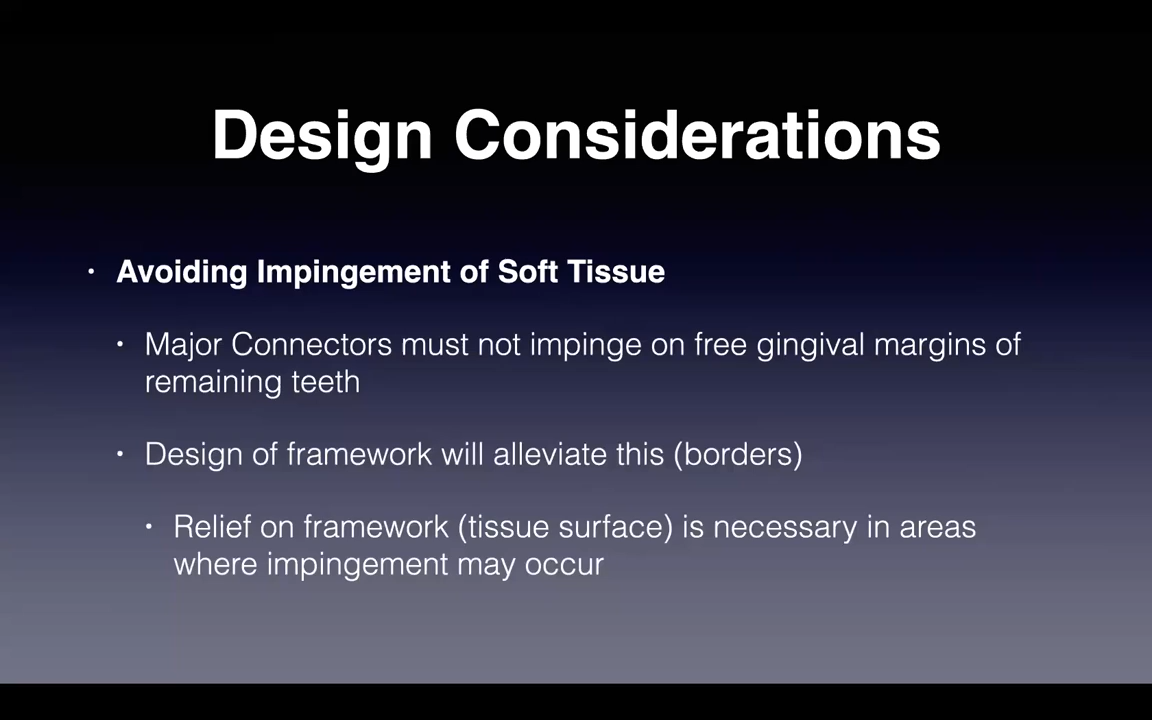 Design Considerations
• Avoiding Impingement of Soft Tissue
• Major Connectors must not impinge on free gingival margins of
remaining teeth
• Design of framework will alleviate this (borders)
• Relief on framework (tissue surface) is necessary in areas
where impingement may occur